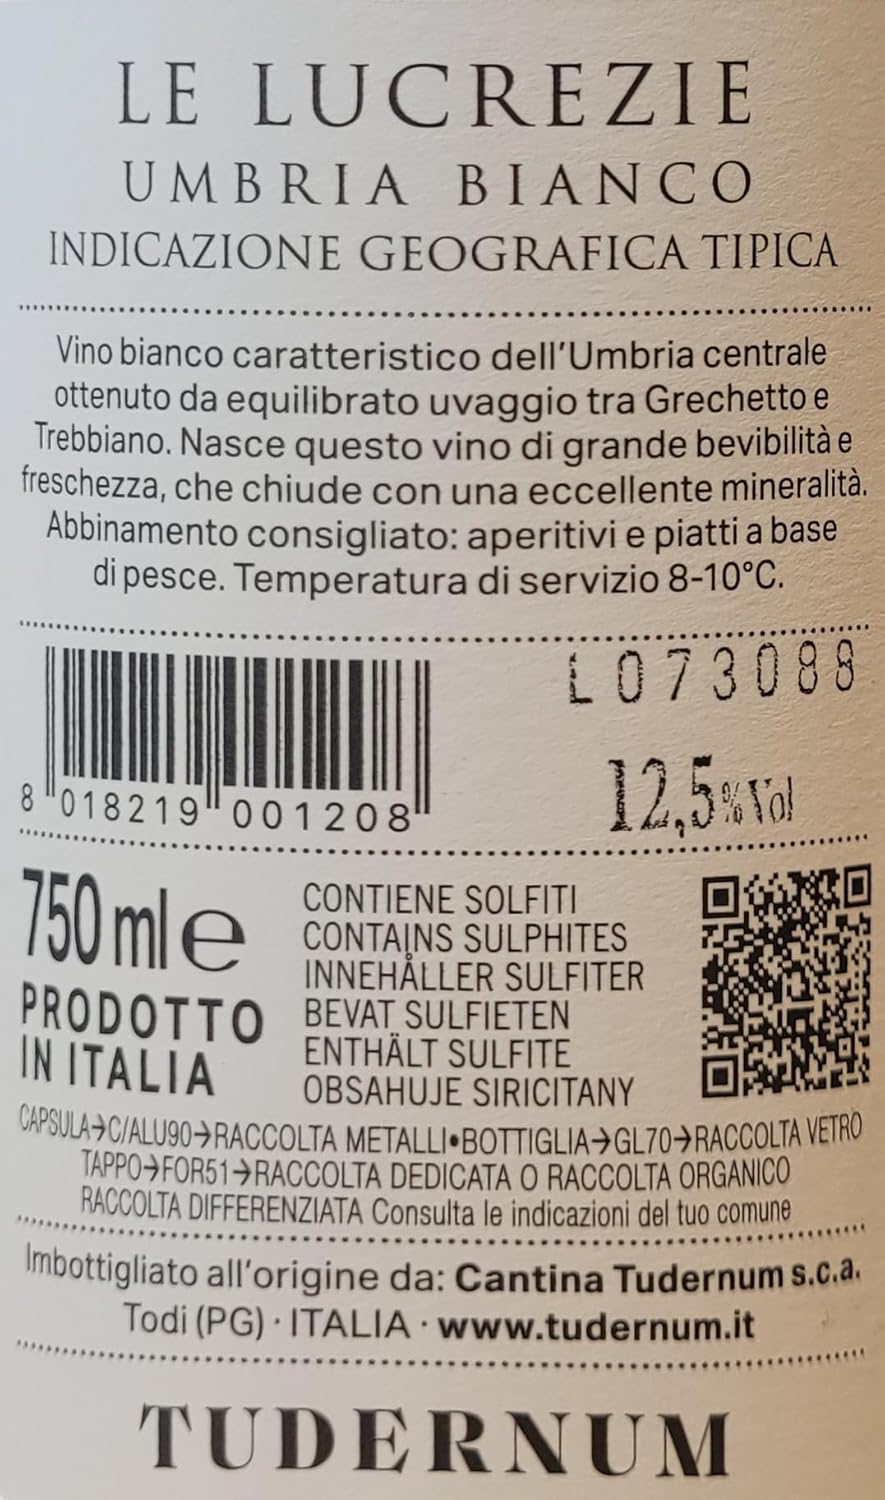 LE LUCREZIE
UMBRIA BIANCO
INDICAZIONE GEOGRAFICA TIPICA
Vino bianco caratteristico dell'Umbria centrale
ottenuto da equilibrato uvaggio tra Grechetto e
Trebbiano. Nasce questo vino di grande bevibilità e
freschezza, che chiude con una eccellente mineralità.
Abbinamento consigliato: aperitivi e piatti a base
di pesce. Temperatura di servizio 8-10°C.
L073088
8 018219 001208
12,5%Vol
750 ml e
PRODOTTO
IN ITALIA
CONTIENE SOLFITI
CONTAINS SULPHITES
INNEHÅLLER SULFITER
BEVAT SULFIETEN
ENTHÄLT SULFITE
OBSAHUJE SIRICITANY
CAPSULA→C/ALU90→RACCOLTA METALLI•BOTTIGLIA→GL70→RACCOLTA VETRO
TAPPO→FOR51→RACCOLTA DEDICATA O RACCOLTA ORGANICO
RACCOLTA DIFFERENZIATA Consulta le indicazioni del tuo comune
Imbottigliato all'origine da: Cantina Tudernum s.c.a.
Todi (PG) · ITALIA · www.tudernum.it
TUDERNUM